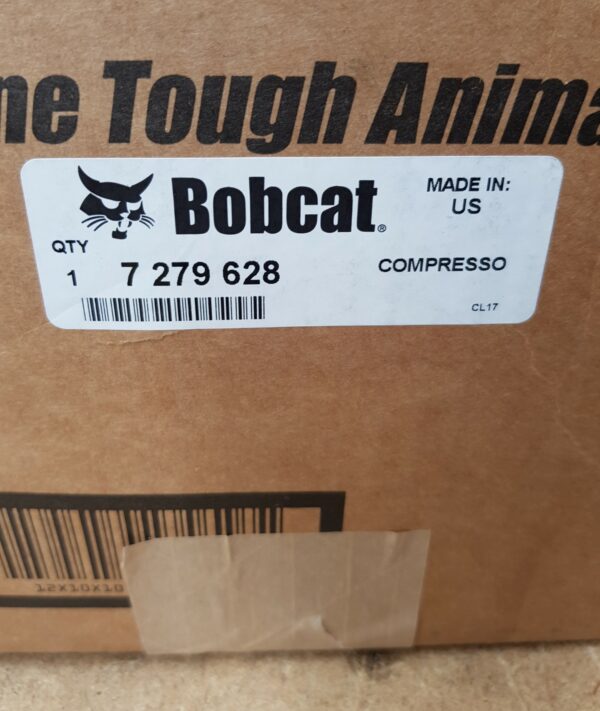 ne Tough Anima
Bobcat®
MADE IN:
US
QTY
1 7 279 628
COMPRESSO
CL17
12X10X10